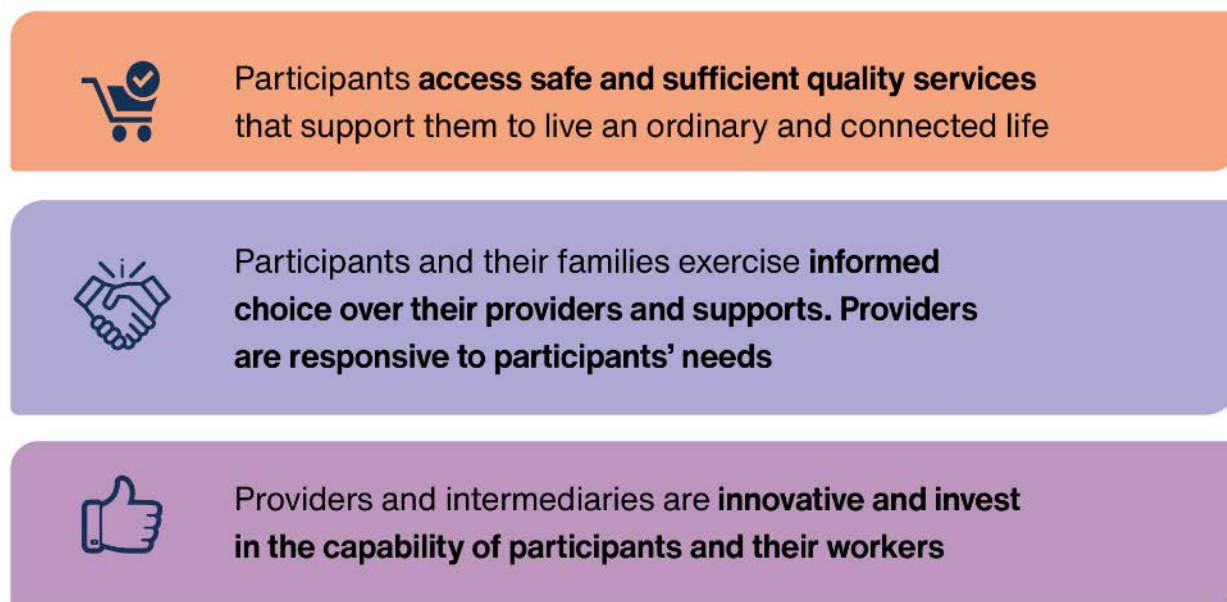 Participants access safe and sufficient quality services
that support them to live an ordinary and connected life
Participants and their families exercise informed
choice over their providers and supports. Providers
are responsive to participants’ needs
Providers and intermediaries are innovative and invest
in the capability of participants and their workers